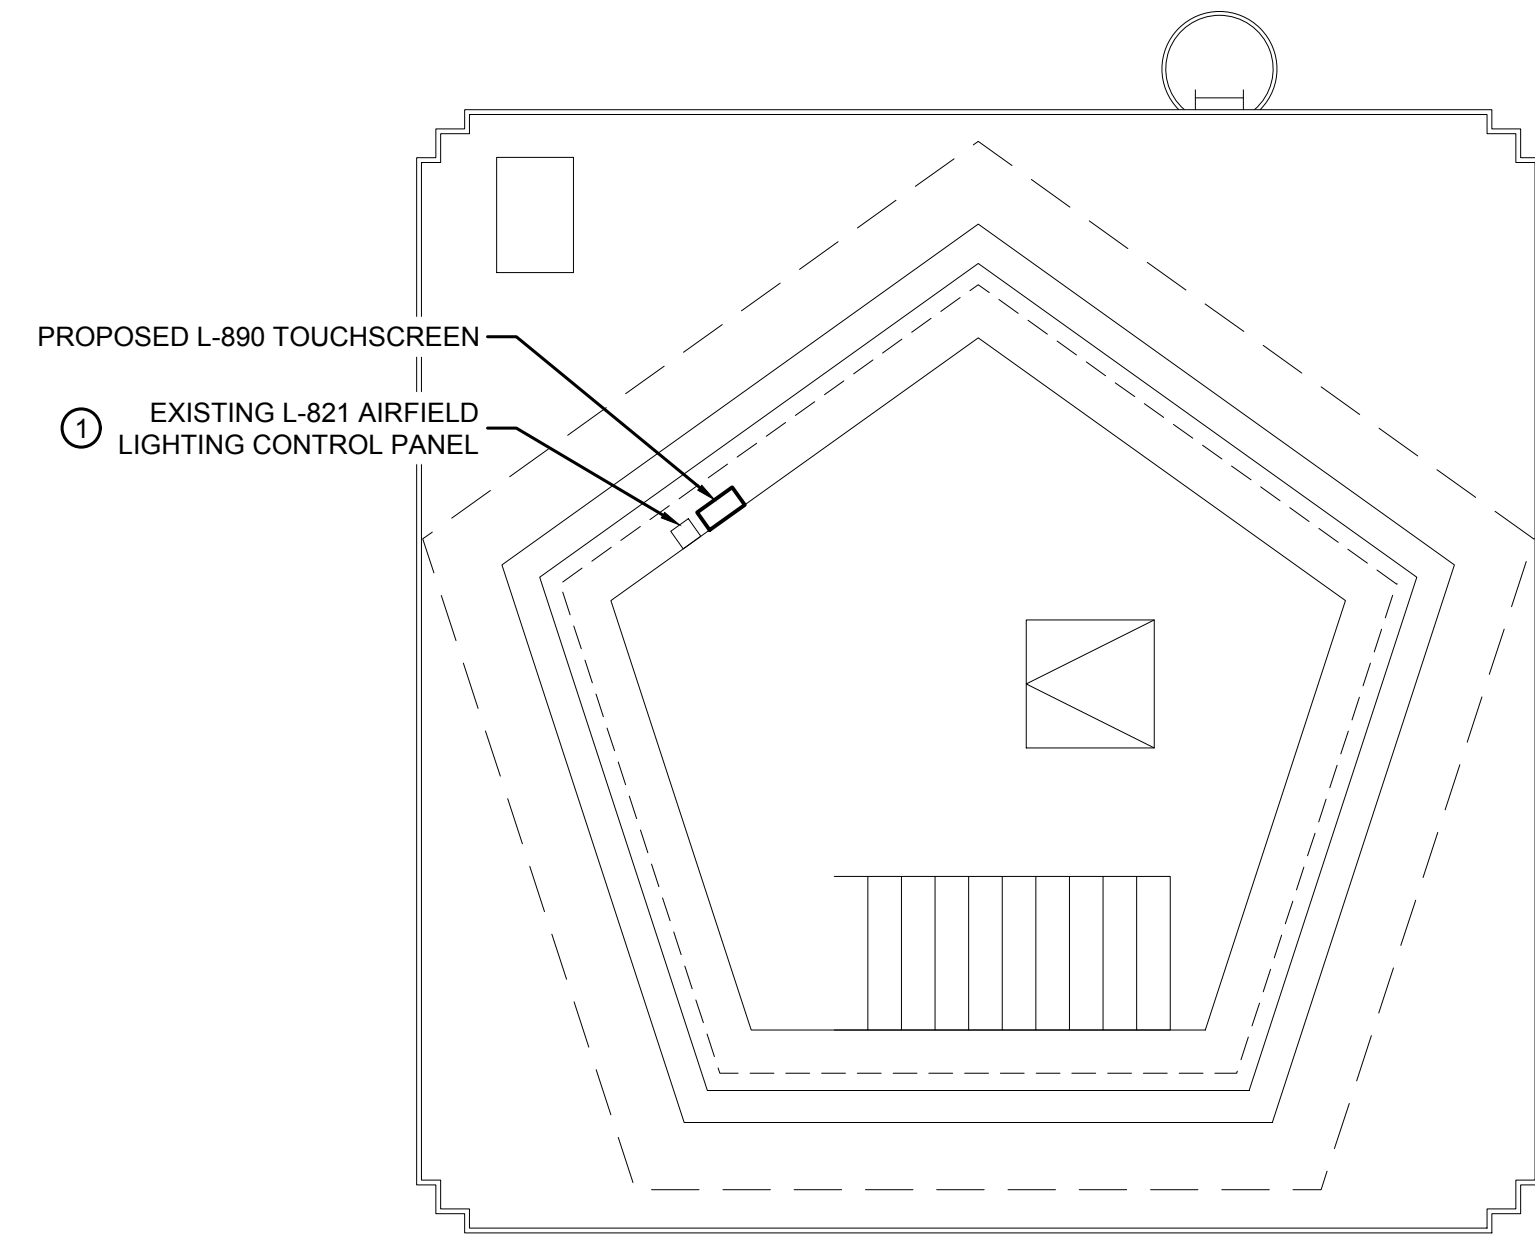 PROPOSED L-890 TOUCHSCREEN
EXISTING L-821 AIRFIELD
1 LIGHTING CONTROL PANEL